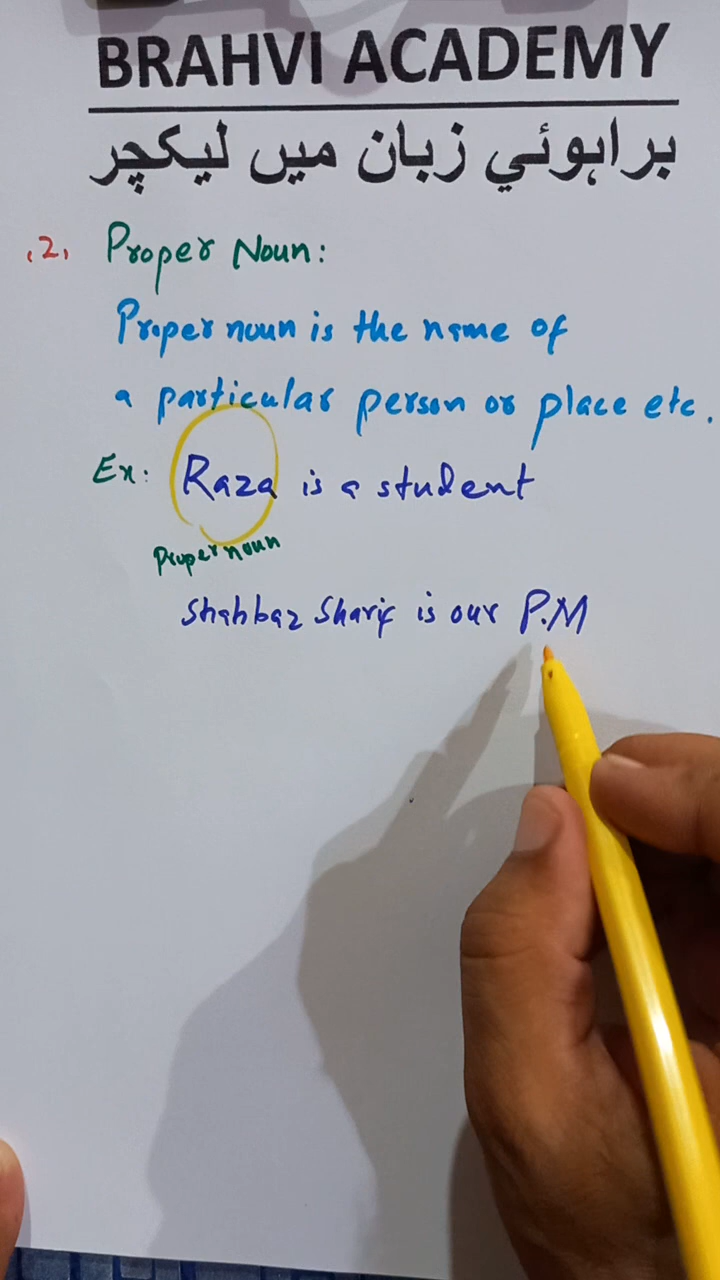 BRAHVI ACADEMY
براہوئي زبان میں لیکچر
(2) Proper Noun:
Proper noun is the name of
a particular person or place etc.
Ex: Raza is a student
Proper noun
Shahbaz Sharif is our P.M